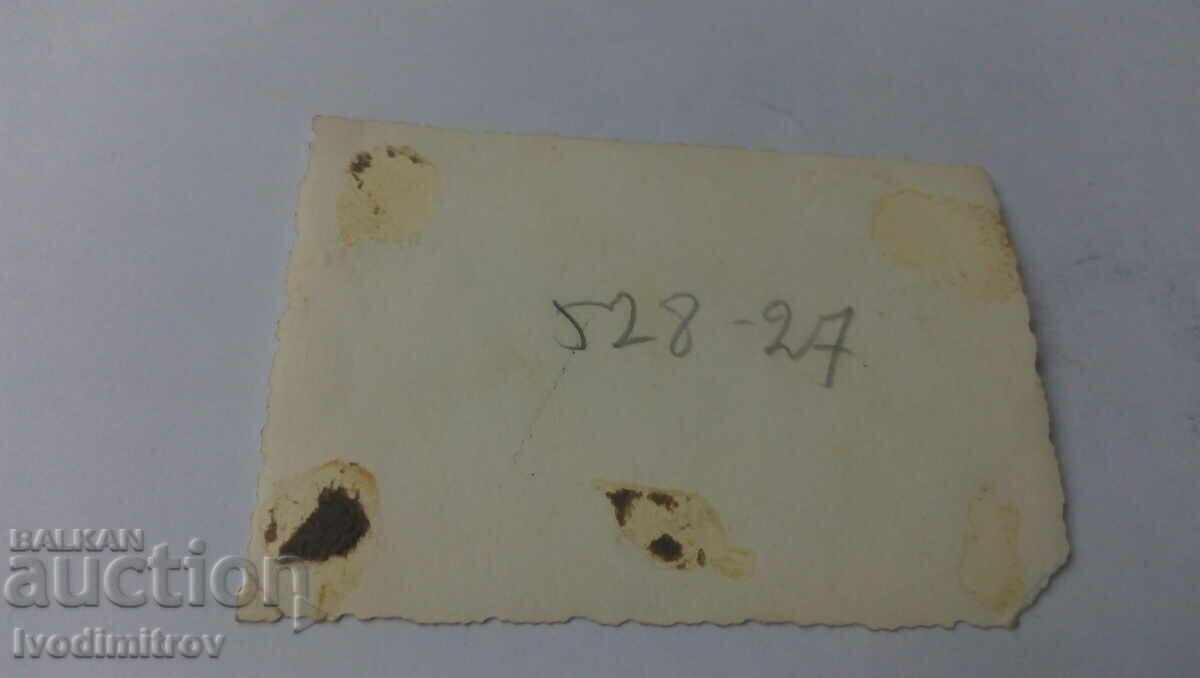 528-27
BALKAN
auction
Ivodimitrov